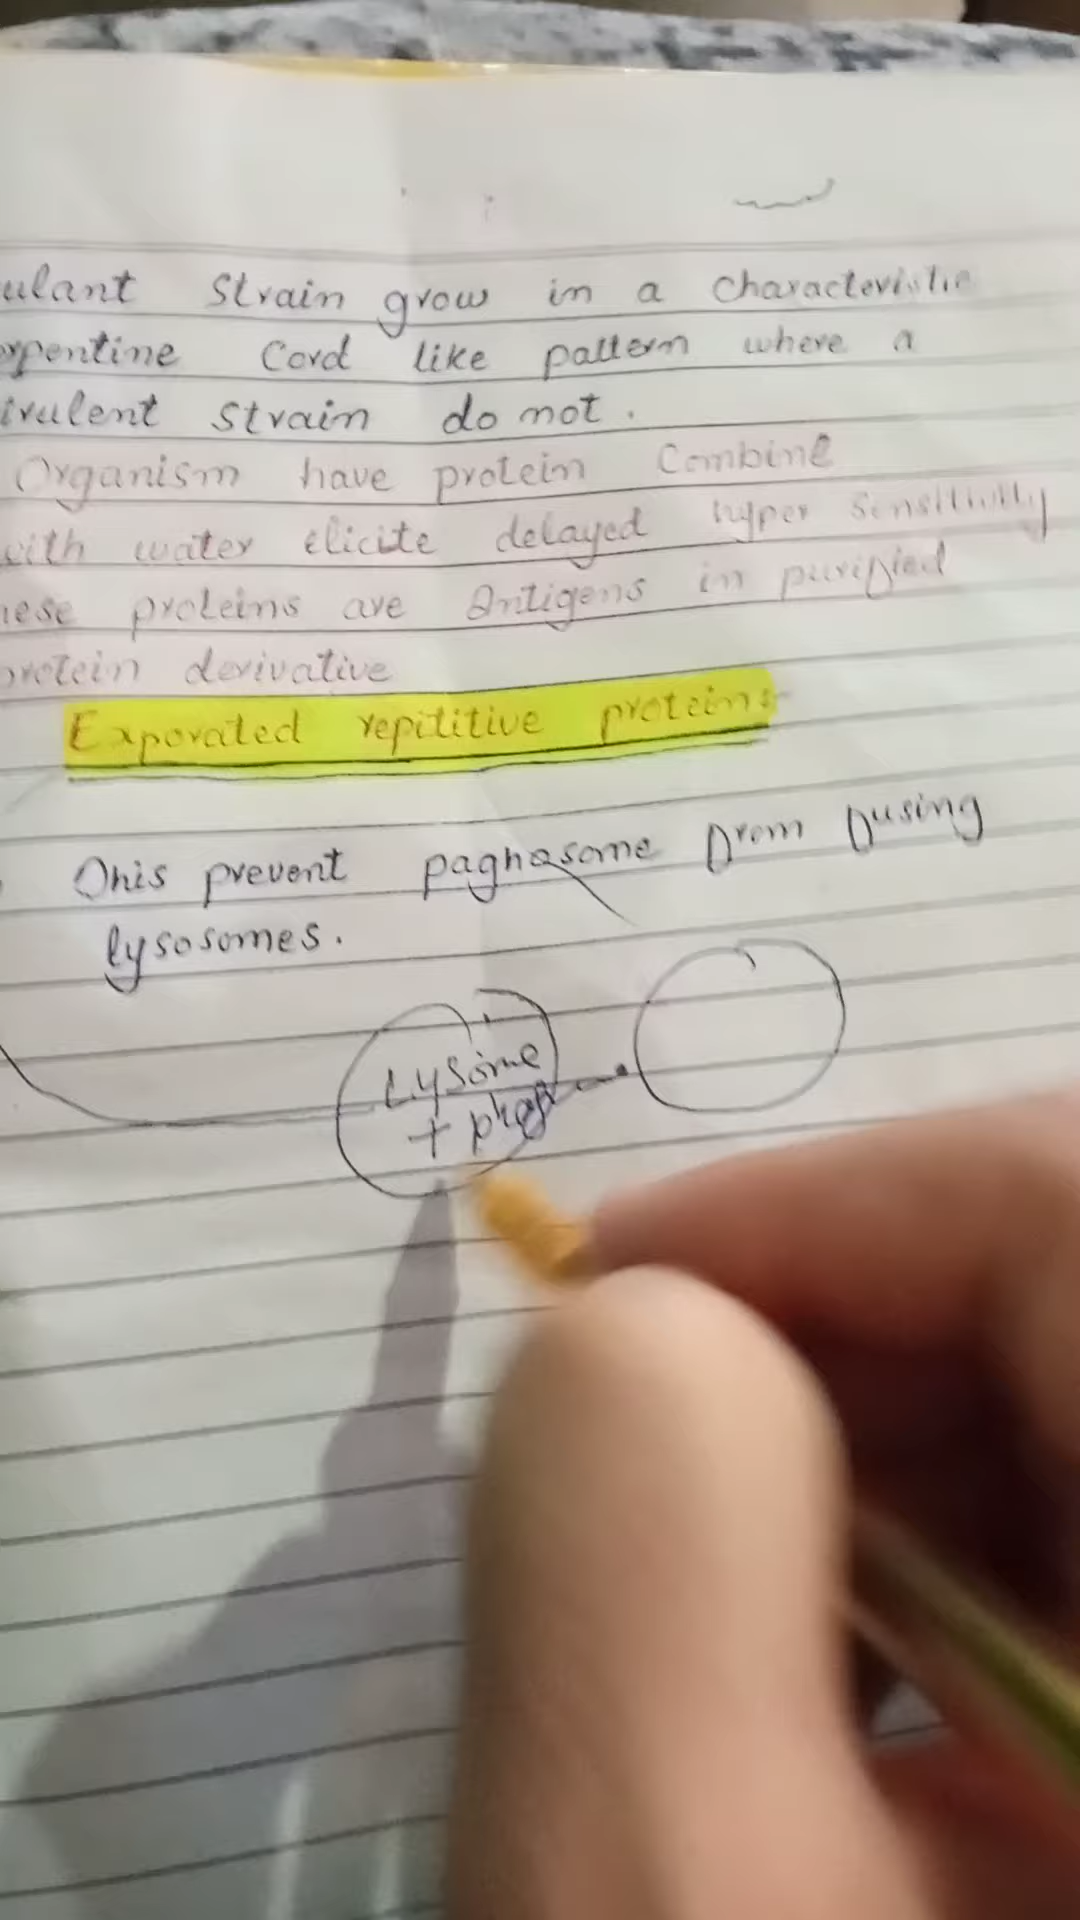 ulant strain grow in a characteristic
rpentine Cord like pattern where a
irulent strain do not.
Organism have protein Combine
with water elicite delayed hyper sensitivity
hese proteins are Antigens in purified
protein derivative
Exporated repititive proteins
This prevent paghosome from fusing
lysosomes.
Lysome
+ phag